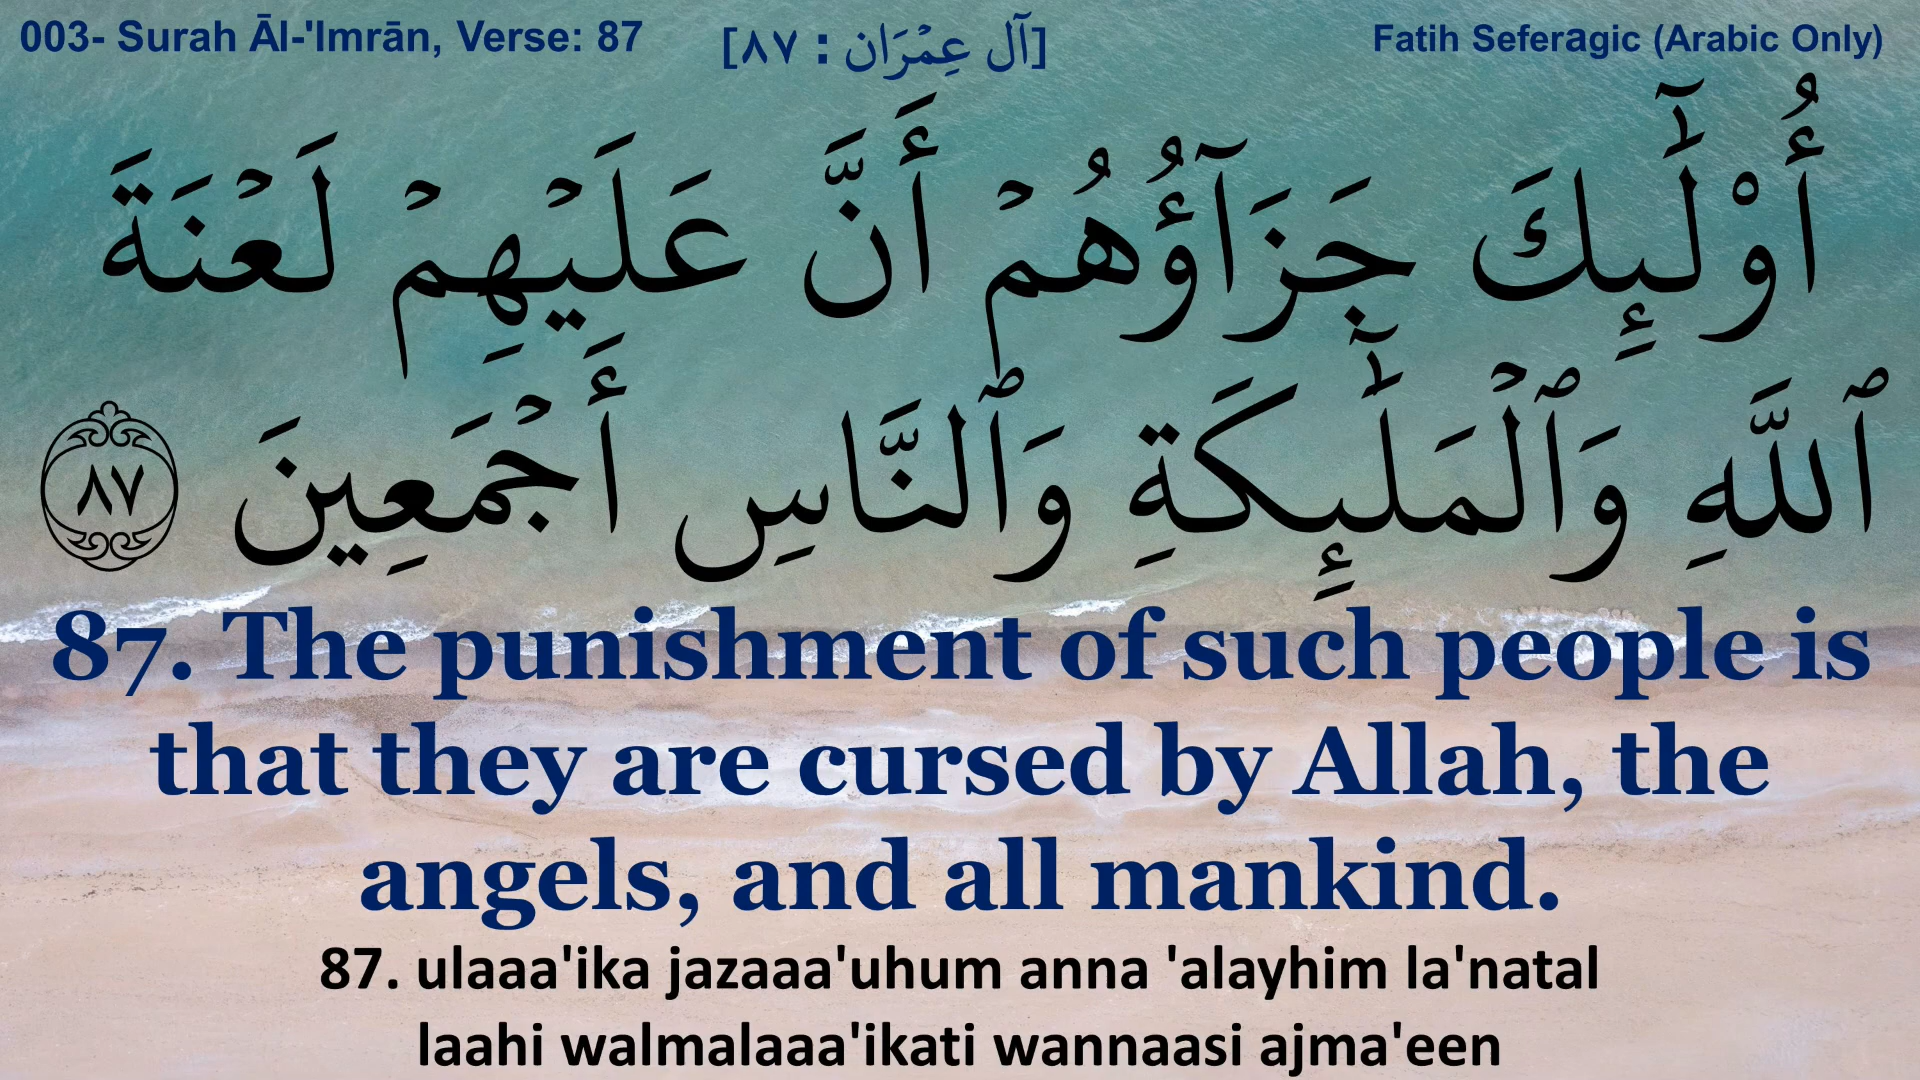 003- Surah Āl-'Imrān, Verse: 87
[آل عِمْرَان : ٨٧]
Fatih Seferagic (Arabic Only)
أُو۟لَٰٓئِكَ جَزَآؤُهُمۡ أَنَّ عَلَيۡهِمۡ لَعۡنَةَ
ٱللَّهِ وَٱلۡمَلَٰٓئِكَةِ وَٱلنَّاسِ أَجۡمَعِينَ ٨٧
87. The punishment of such people is
that they are cursed by Allah, the
angels, and all mankind.
87. ulaaa'ika jazaaa'uhum anna 'alayhim la'natal
laahi walmalaaa'ikati wannaasi ajma'een